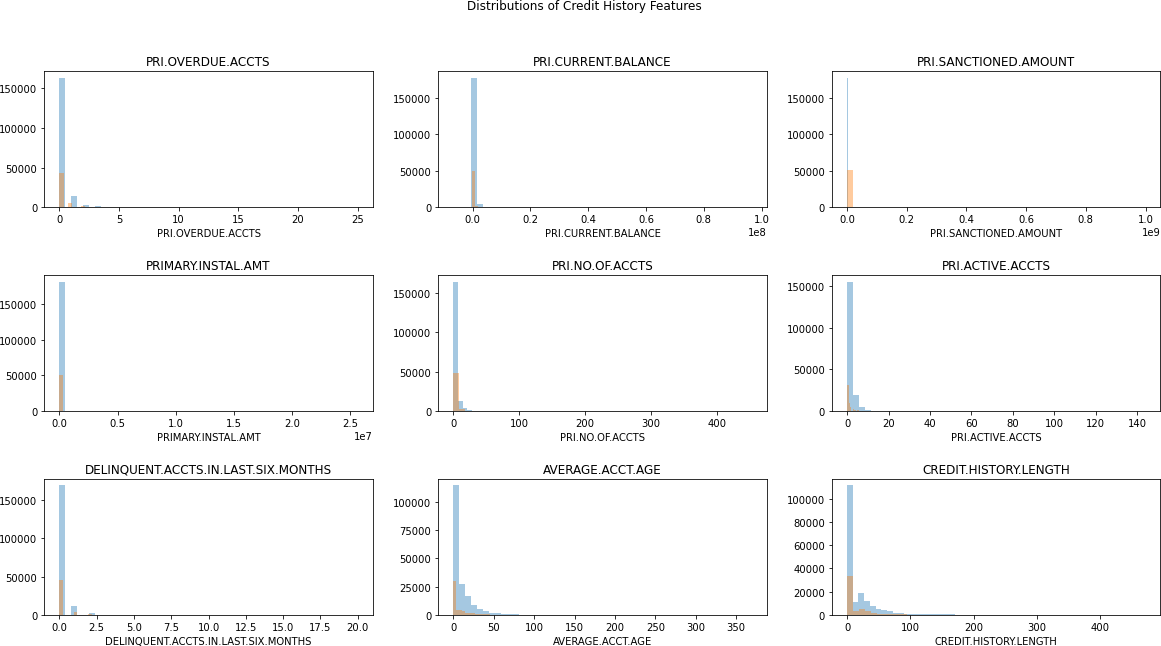 Distributions of Credit History Features
PRI.OVERDUE.ACCTS
150000
100000
50000
0
0 5 10 15 20 25
PRI.OVERDUE.ACCTS
PRI.CURRENT.BALANCE
150000
100000
50000
0
0.0 0.2 0.4 0.6 0.8 1.0
1e8
PRI.CURRENT.BALANCE
PRI.SANCTIONED.AMOUNT
150000
100000
50000
0
0.0 0.2 0.4 0.6 0.8 1.0
1e9
PRI.SANCTIONED.AMOUNT
PRIMARY.INSTAL.AMT
150000
100000
50000
0
0.0 0.5 1.0 1.5 2.0 2.5
1e7
PRIMARY.INSTAL.AMT
PRI.NO.OF.ACCTS
150000
100000
50000
0
0 100 200 300 400
PRI.NO.OF.ACCTS
PRI.ACTIVE.ACCTS
150000
100000
50000
0
0 20 40 60 80 100 120 140
PRI.ACTIVE.ACCTS
DELINQUENT.ACCTS.IN.LAST.SIX.MONTHS
150000
100000
50000
0
0.0 2.5 5.0 7.5 10.0 12.5 15.0 17.5 20.0
DELINQUENT.ACCTS.IN.LAST.SIX.MONTHS
AVERAGE.ACCT.AGE
100000
75000
50000
25000
0
0 50 100 150 200 250 300 350
AVERAGE.ACCT.AGE
CREDIT.HISTORY.LENGTH
100000
80000
60000
40000
20000
0
0 100 200 300 400
CREDIT.HISTORY.LENGTH